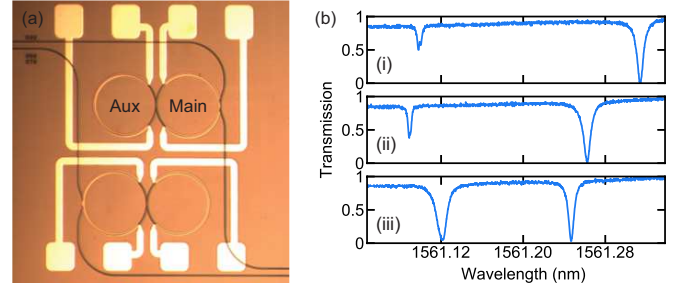 (a)
Aux Main
(b)
Transmission
1
0.5
0
(i)
1
0.5
0
(ii)
1
0.5
0
(iii)
1561.12 1561.20 1561.28
Wavelength (nm)